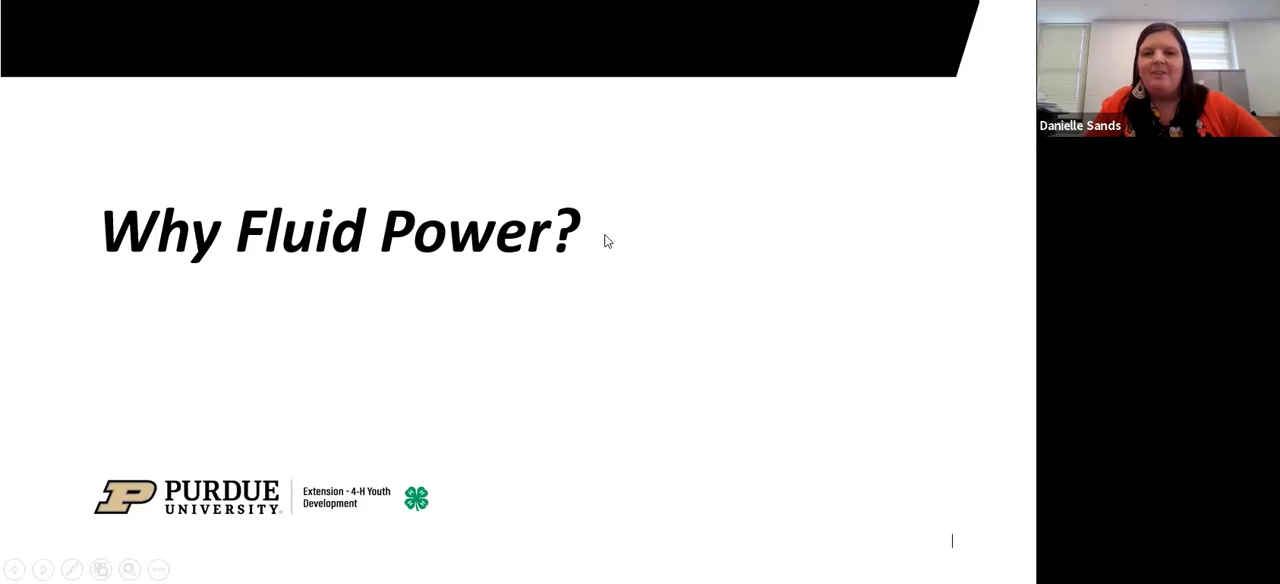 Why Fluid Power?
Danielle Sands
PURDUE
UNIVERSITY®
Extension - 4-H Youth
Development